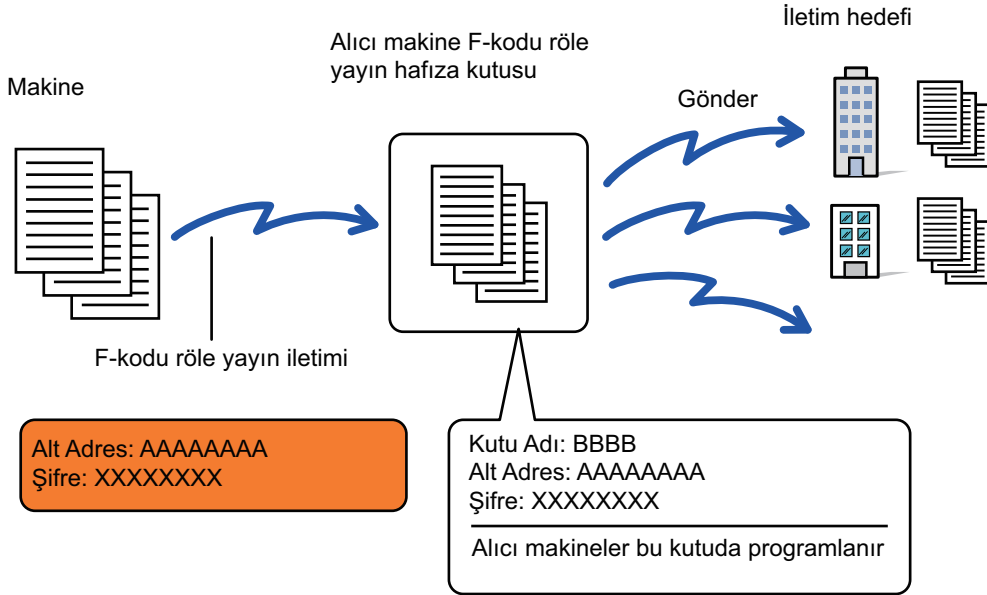 İletim hedefi
Alıcı makine F-kodu röle
yayın hafıza kutusu
Makine
Gönder
F-kodu röle yayın iletimi
Alt Adres: AAAAAAAA
Şifre: XXXXXXXX
Kutu Adı: BBBB
Alt Adres: AAAAAAAA
Şifre: XXXXXXXX
Alıcı makineler bu kutuda programlanır